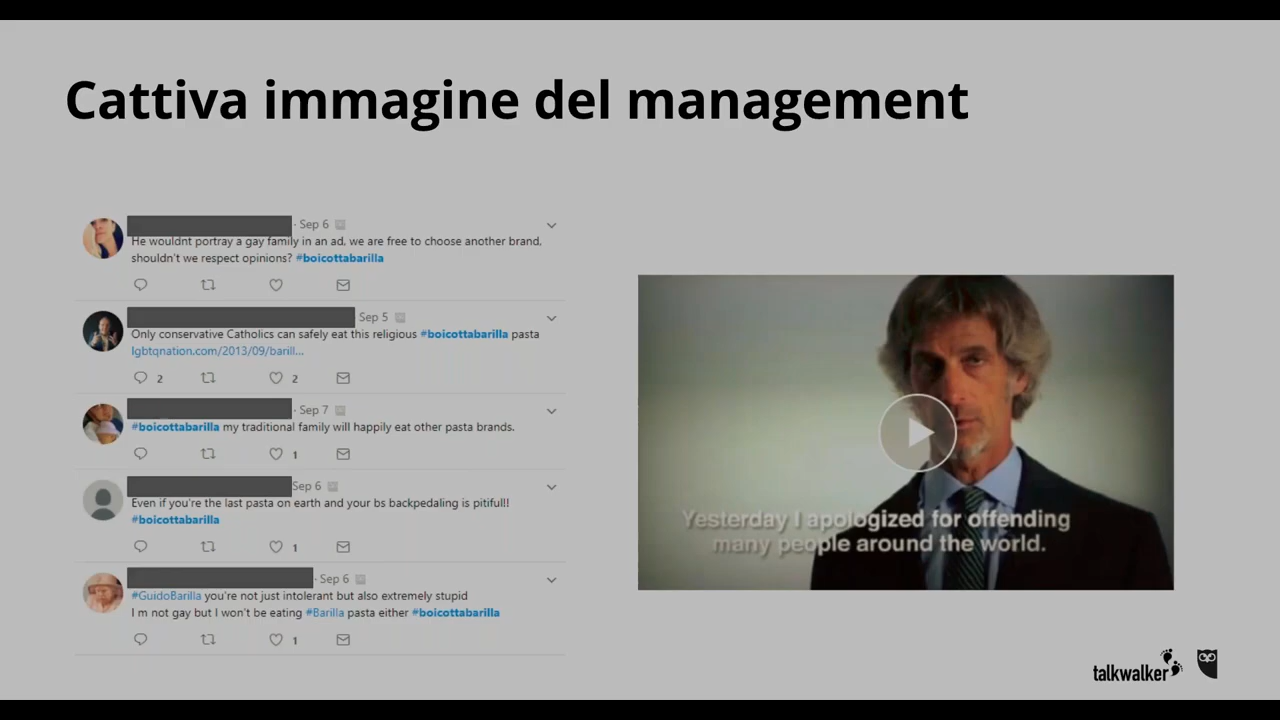 Cattiva immagine del management
· Sep 6
He wouldnt portray a gay family in an ad, we are free to choose another brand,
shouldn't we respect opinions? #boicottabarilla
Sep 5
Only conservative Catholics can safely eat this religious #boicottabarilla pasta
lgbtqnation.com/2013/09/barill...
2 2
· Sep 7
#boicottabarilla my traditional family will happily eat other pasta brands.
1
Sep 6
Even if you're the last pasta on earth and your bs backpedaling is pitiful!!
#boicottabarilla
1
· Sep 6
#GuidoBarilla you're not just intolerant but also extremely stupid
I m not gay but I won't be eating #Barilla pasta either #boicottabarilla
1
Yesterday I apologized for offending
many people around the world.
talkwalker